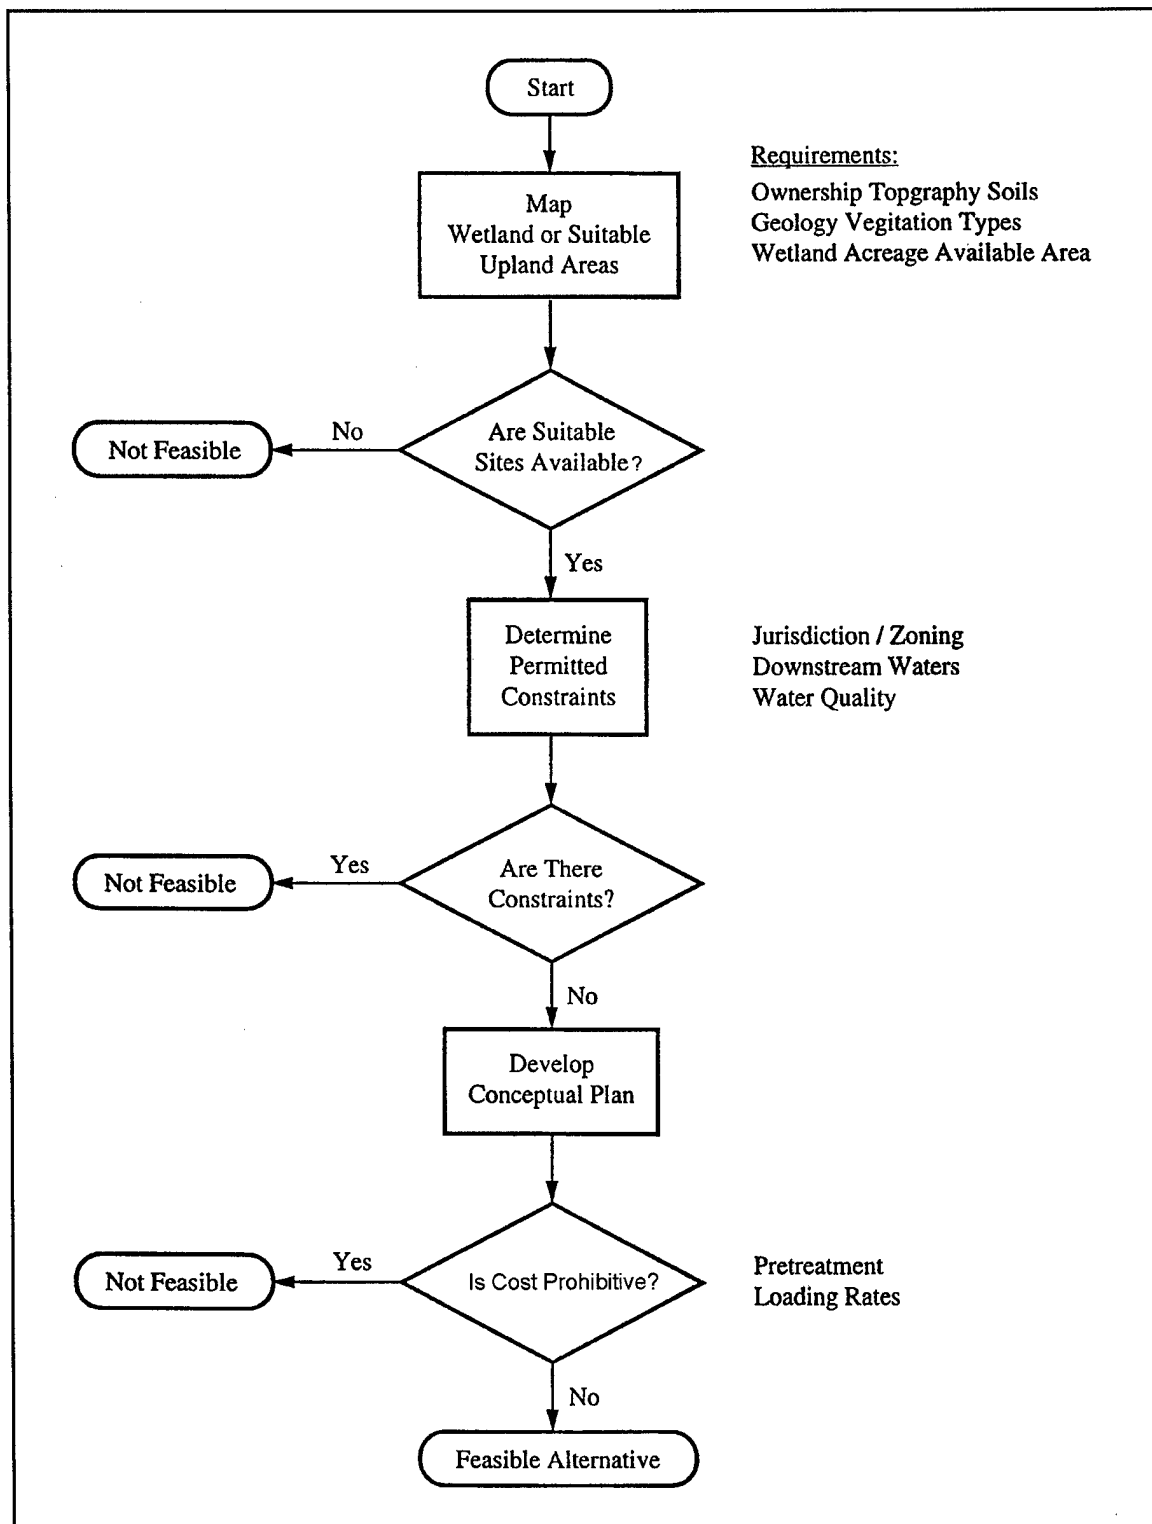 Start
Requirements:
Ownership Topgraphy Soils
Geology Vegitation Types
Wetland Acreage Available Area
Map
Wetland or Suitable
Upland Areas
No
Not Feasible
Are Suitable
Sites Available?
Yes
Determine
Permitted
Constraints
Jurisdiction / Zoning
Downstream Waters
Water Quality
Yes
Not Feasible
Are There
Constraints?
No
Develop
Conceptual Plan
Yes
Not Feasible
Is Cost Prohibitive?
Pretreatment
Loading Rates
No
Feasible Alternative